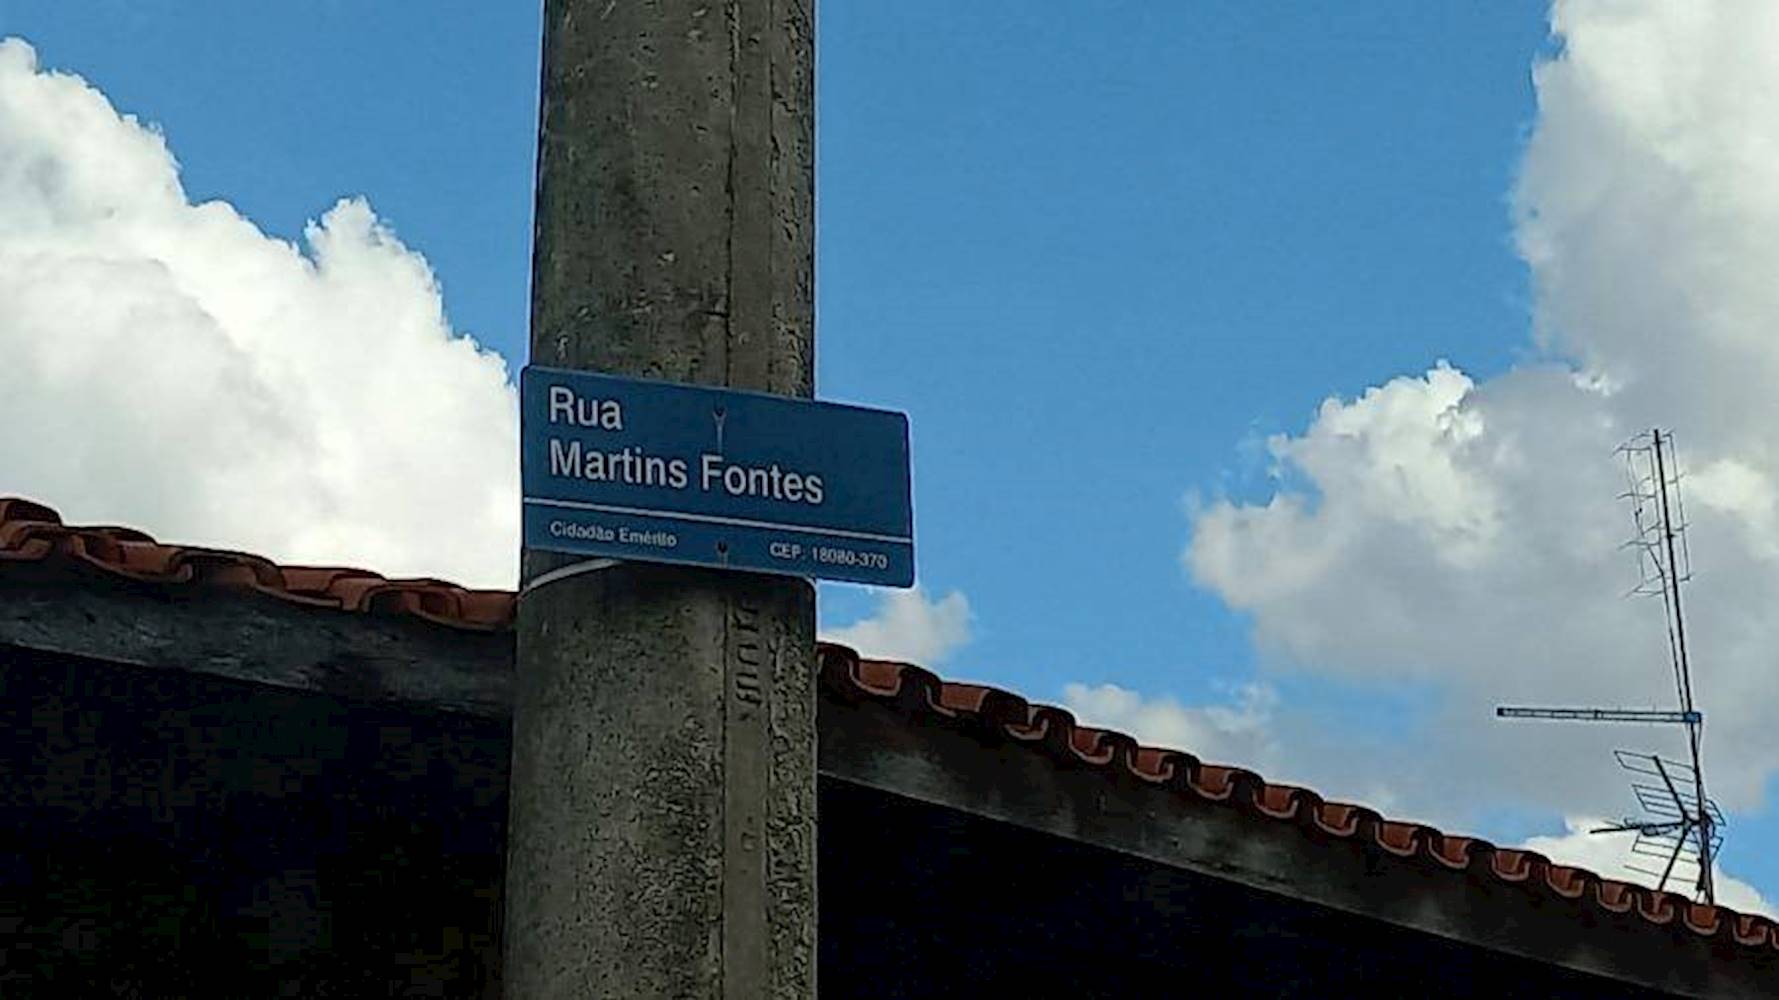 Rua
Martins Fontes
Cidadão Emérito
CEP: 18080-370